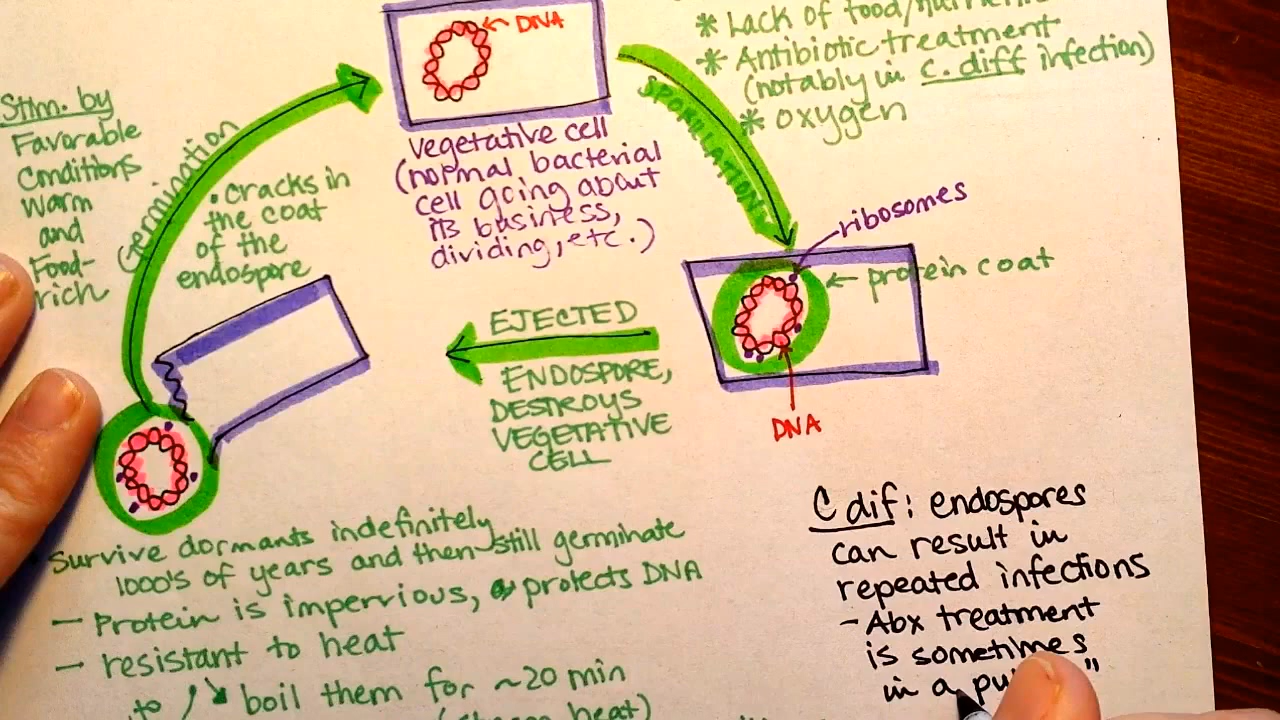 DNA
Stim. by
Favorable
Conditions
warm
and
Food-
rich
Germination
• cracks in
the coat
of the
endospore
Vegetative cell
(normal bacterial
cell going about
its business,
dividing, etc.)
SPORULATION
* Lack of food/
* Antibiotic treatment
(notably in c. diff infection)
* oxygen
ribosomes
protein coat
DNA
EJECTED
ENDOSPORE,
DESTROYS
VEGETATIVE
CELL
• Survive dormants indefinitely
1000's of years and then still germinate
- Protein is impervious, protects DNA
- resistant to heat
to boil them for ~20 min
heat)
C dif: endospores
can result in
repeated infections
- Abx treatment
is sometimes
in a "